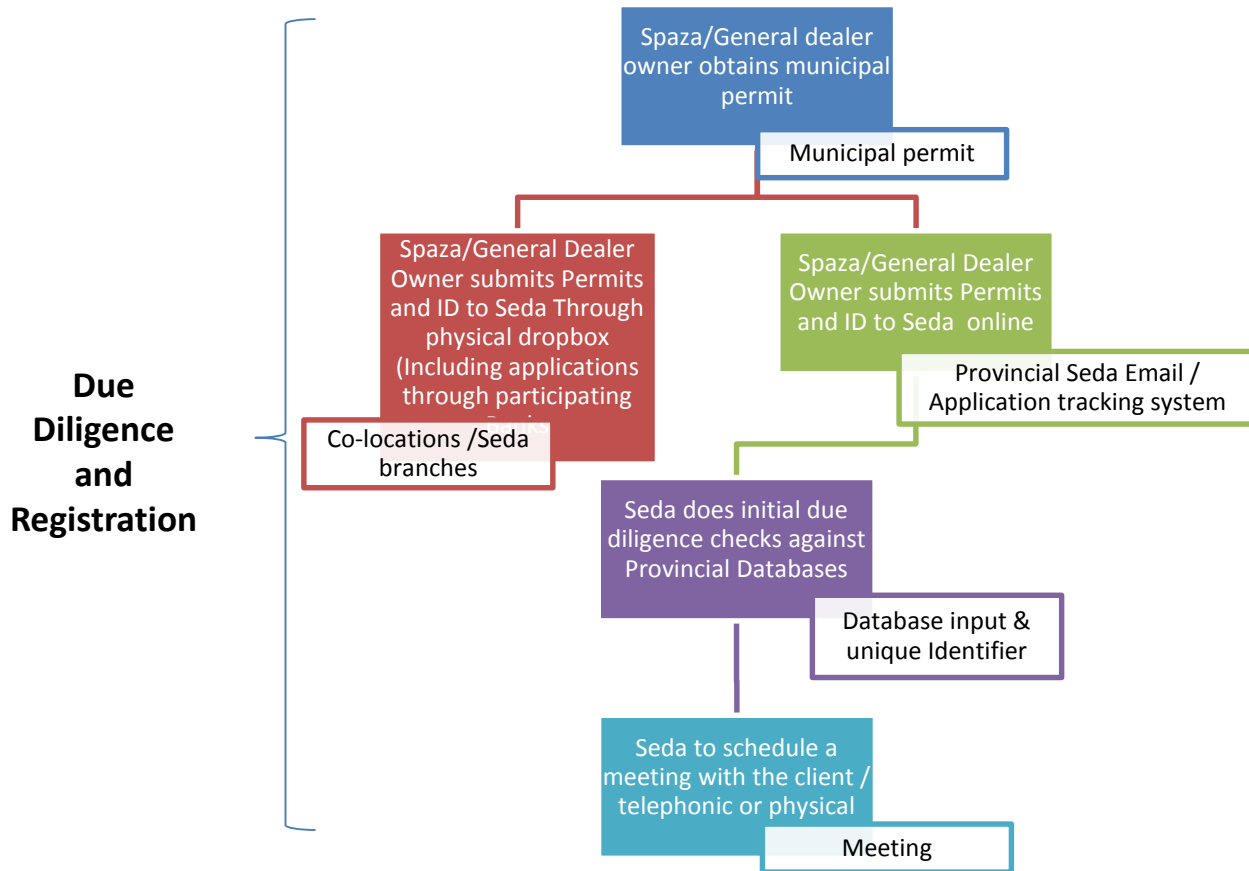 Spaza/General dealer
owner obtains municipal
permit
Municipal permit
Spaza/General Dealer
Owner submits Permits
and ID to Seda Through
physical dropbox
(Including applications
through participating
Banks
Co-locations /Seda
branches
Spaza/General Dealer
Owner submits Permits
and ID to Seda online
Provincial Seda Email /
Application tracking system
Due
Diligence
and
Registration
Seda does initial due
diligence checks against
Provincial Databases
Database input &
unique Identifier
Seda to schedule a
meeting with the client /
telephonic or physical
Meeting